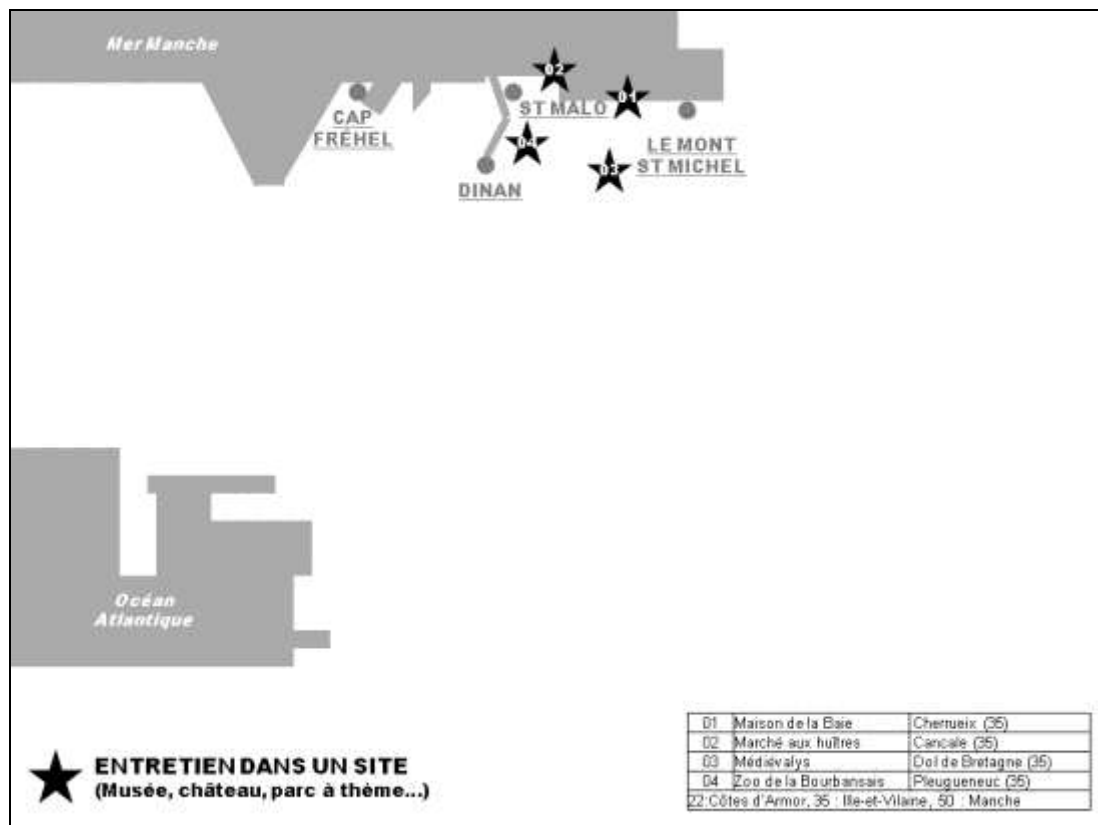 Mer Manche
02
01
CAP
FRÉHEL
ST MALO
04
LE MONT
ST MICHEL
03
DINAN
Océan
Atlantique
ENTRETIEN DANS UN SITE
(Musée, château, parc à thème...)
01 Maison de la Baie Cherrueix (35)
02 Marché aux huîtres Cancale (35)
03 Médiévalys Dol de Bretagne (35)
04 Zoo de la Bourbansais Pleugueneuc (35)
22:Côtes d'Armor, 35 : Ille-et-Vilaine, 50 : Manche